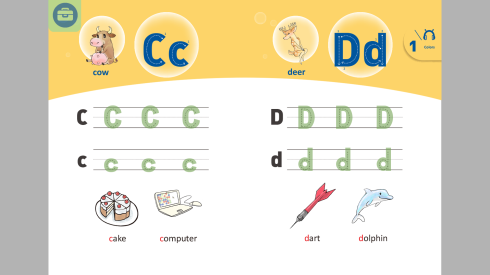 Cc
cow
Dd
deer
1
Colors
C C C C
D D D D
c c c c
d d d d
cake
computer
dart
dolphin